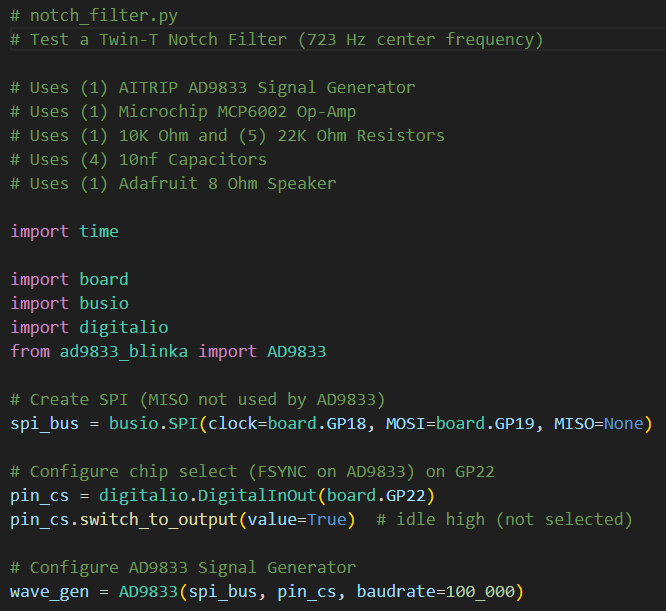 # notch_filter.py
# Test a Twin-T Notch Filter (723 Hz center frequency)
# Uses (1) AITRIP AD9833 Signal Generator
# Uses (1) Microchip MCP6002 Op-Amp
# Uses (1) 10K Ohm and (5) 22K Ohm Resistors
# Uses (4) 10nf Capacitors
# Uses (1) Adafruit 8 Ohm Speaker
import time
import board
import busio
import digitalio
from ad9833_blinka import AD9833
# Create SPI (MISO not used by AD9833)
spi_bus = busio.SPI(clock=board.GP18, MOSI=board.GP19, MISO=None)
# Configure chip select (FSYNC on AD9833) on GP22
pin_cs = digitalio.DigitalInOut(board.GP22)
pin_cs.switch_to_output(value=True)  # idle high (not selected)
# Configure AD9833 Signal Generator
wave_gen = AD9833(spi_bus, pin_cs, baudrate=100_000)